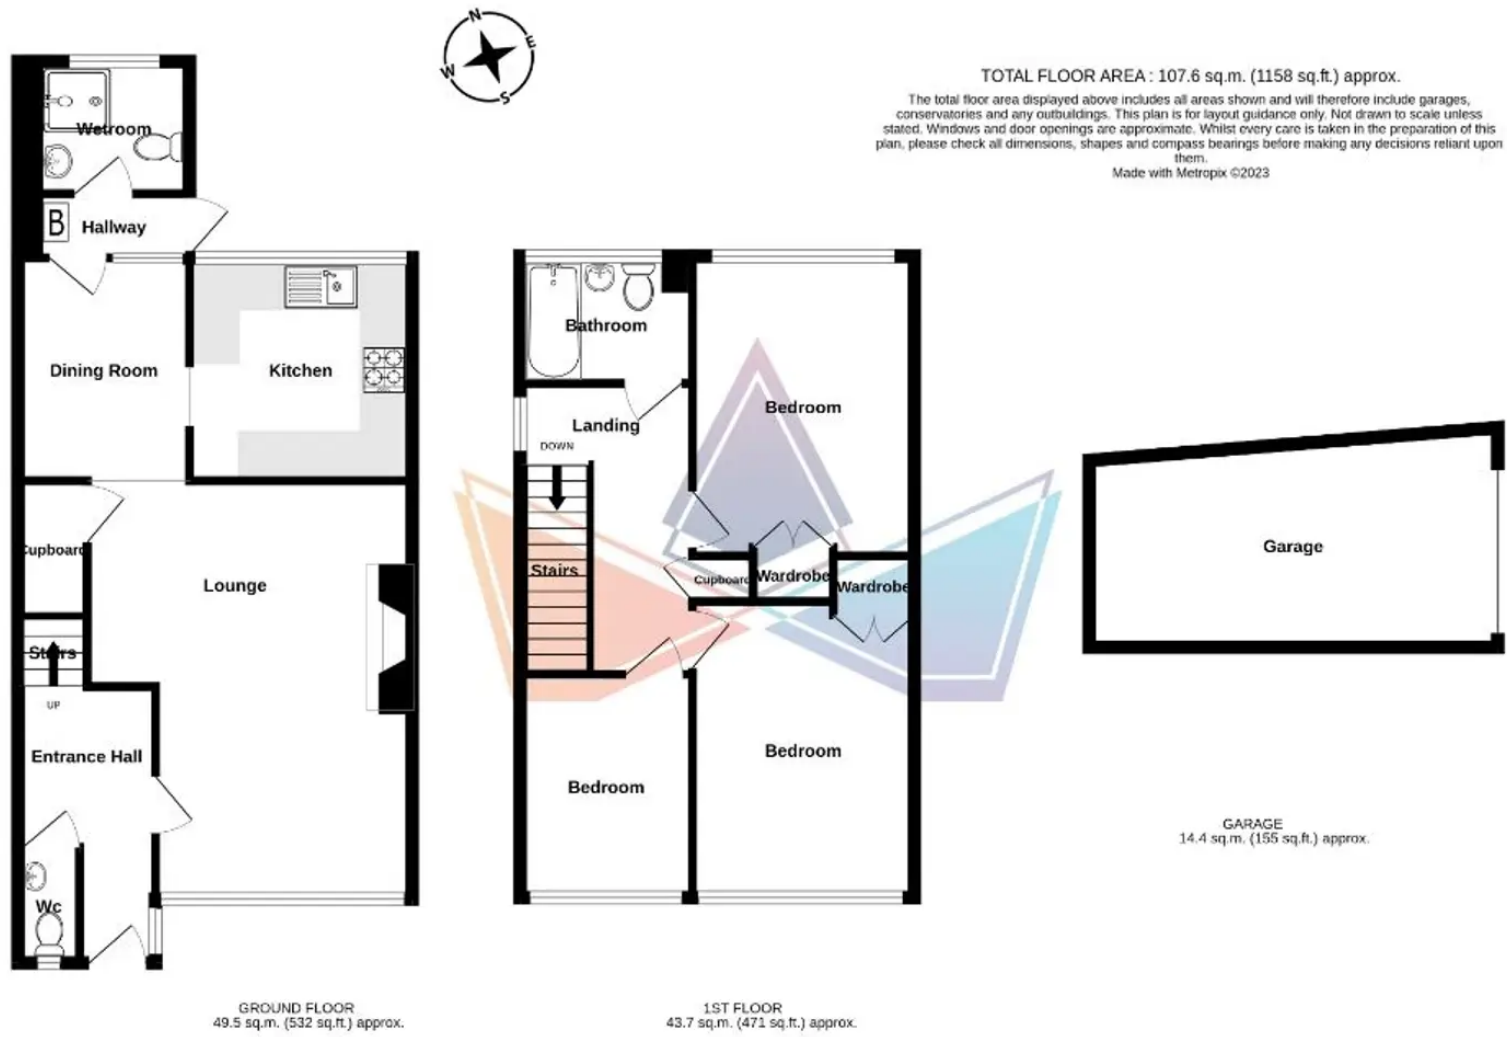 N
E
W
S
TOTAL FLOOR AREA : 107.6 sq.m. (1158 sq.ft.) approx.
The total floor area displayed above includes all areas shown and will therefore include garages,
conservatories and any outbuildings. This plan is for layout guidance only. Not drawn to scale unless
stated. Windows and door openings are approximate. Whilst every care is taken in the preparation of this
plan, please check all dimensions, shapes and compass bearings before making any decisions reliant upon
them.
Made with Metropix ©2023
Wetroom
B
Hallway
Dining Room
Kitchen
Cupboard
Lounge
Stairs
UP
Entrance Hall
Wc
GROUND FLOOR
49.5 sq.m. (532 sq.ft.) approx.
Bathroom
Landing
DOWN
Bedroom
Stairs
Cupboard
Wardrobe
Wardrobe
Bedroom
Bedroom
1ST FLOOR
43.7 sq.m. (471 sq.ft.) approx.
Garage
GARAGE
14.4 sq.m. (155 sq.ft.) approx.